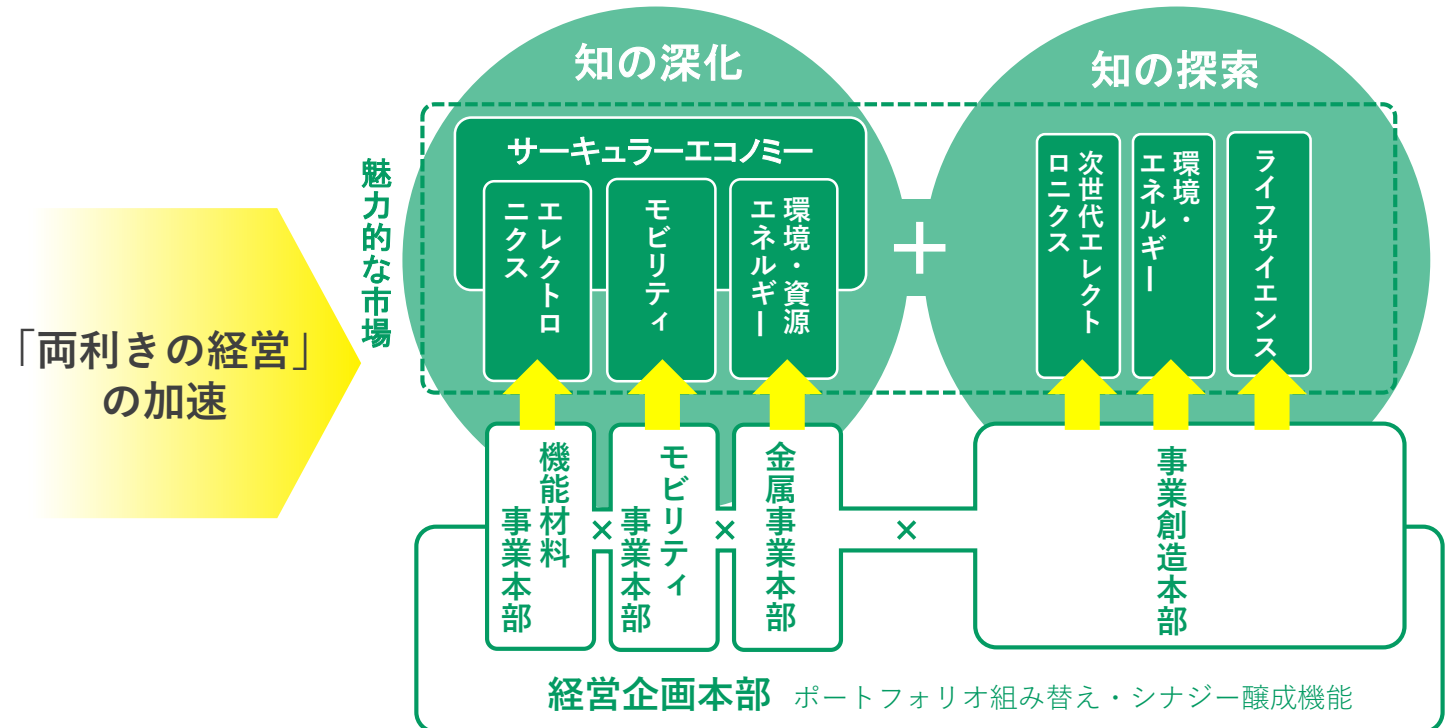 「両利きの経営」
の加速
魅力的な市場
知の深化
サーキュラーエコノミー
エレクトロ
ニクス
モビリティ
環境・資源
エネルギー
+
知の探索
次世代エレクト
ロニクス
環境・
エネルギー
ライフサイエンス
機能材料
事業本部
×
モビリティ
事業本部
×
金属事業本部
×
事業創造本部
経営企画本部 ポートフォリオ組み替え・シナジー醸成機能